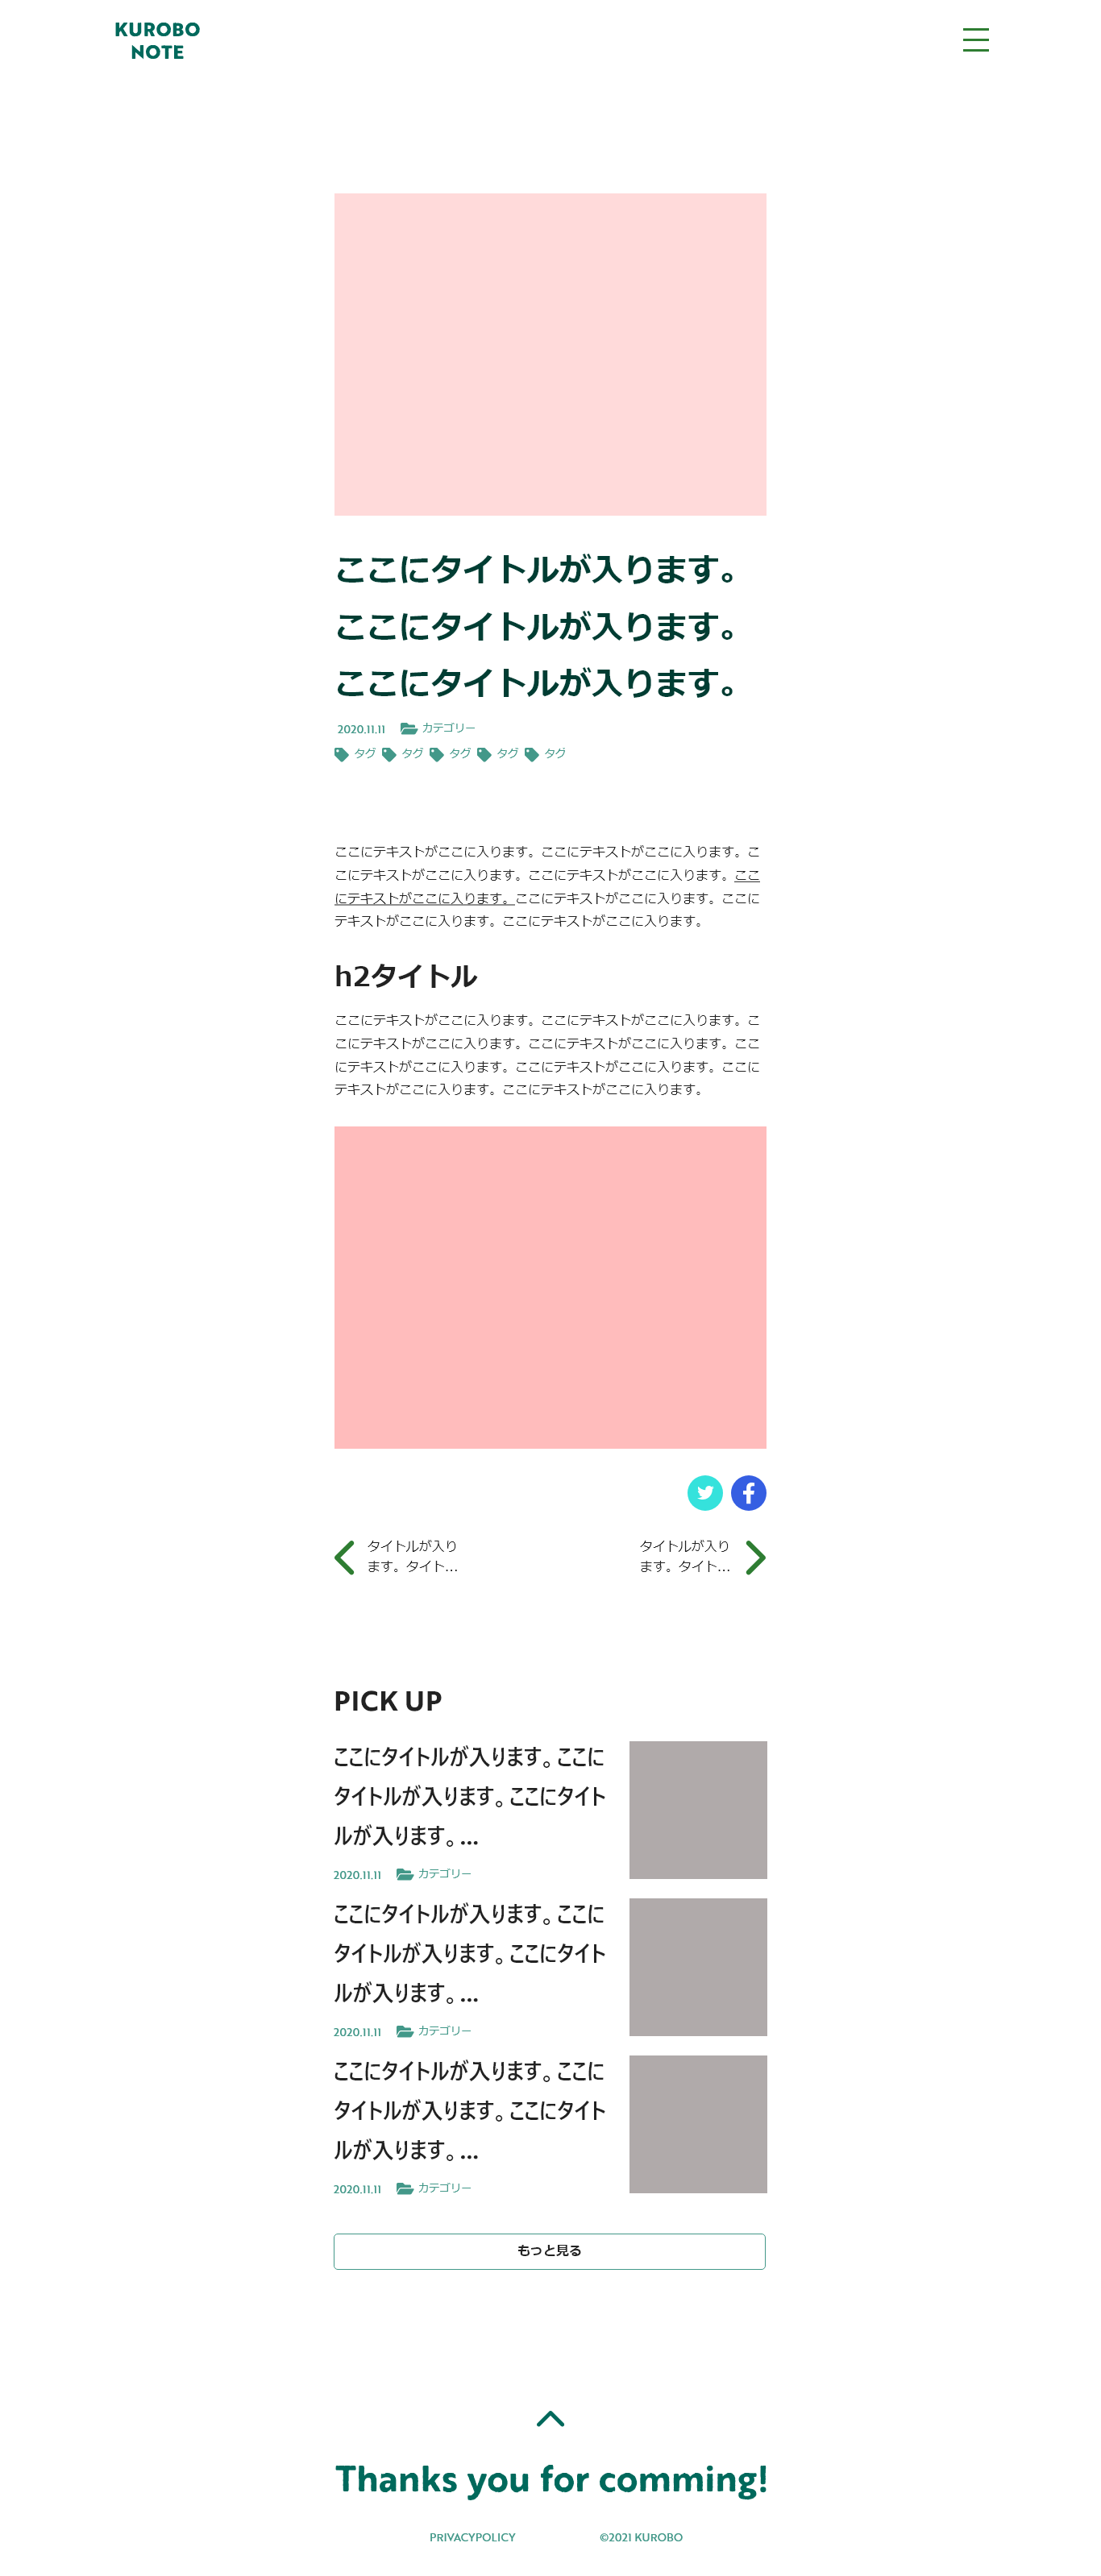 KUROBO
NOTE
ここにタイトルが入ります。
ここにタイトルが入ります。
ここにタイトルが入ります。
2020.11.11 カテゴリー
タグ タグ タグ タグ タグ
ここにテキストがここに入ります。ここにテキストがここに入ります。こ
こにテキストがここに入ります。ここにテキストがここに入ります。ここ
にテキストがここに入ります。ここにテキストがここに入ります。ここに
テキストがここに入ります。ここにテキストがここに入ります。
h2タイトル
ここにテキストがここに入ります。ここにテキストがここに入ります。こ
こにテキストがここに入ります。ここにテキストがここに入ります。ここ
にテキストがここに入ります。ここにテキストがここに入ります。ここに
テキストがここに入ります。ここにテキストがここに入ります。
タイトルが入り
ます。タイト...
タイトルが入り
ます。タイト...
PICK UP
ここにタイトルが入ります。ここに
タイトルが入ります。ここにタイト
ルが入ります。...
2020.11.11 カテゴリー
ここにタイトルが入ります。ここに
タイトルが入ります。ここにタイト
ルが入ります。...
2020.11.11 カテゴリー
ここにタイトルが入ります。ここに
タイトルが入ります。ここにタイト
ルが入ります。...
2020.11.11 カテゴリー
もっと見る
Thanks you for comming!
PRIVACYPOLICY ©2021 KUROBO